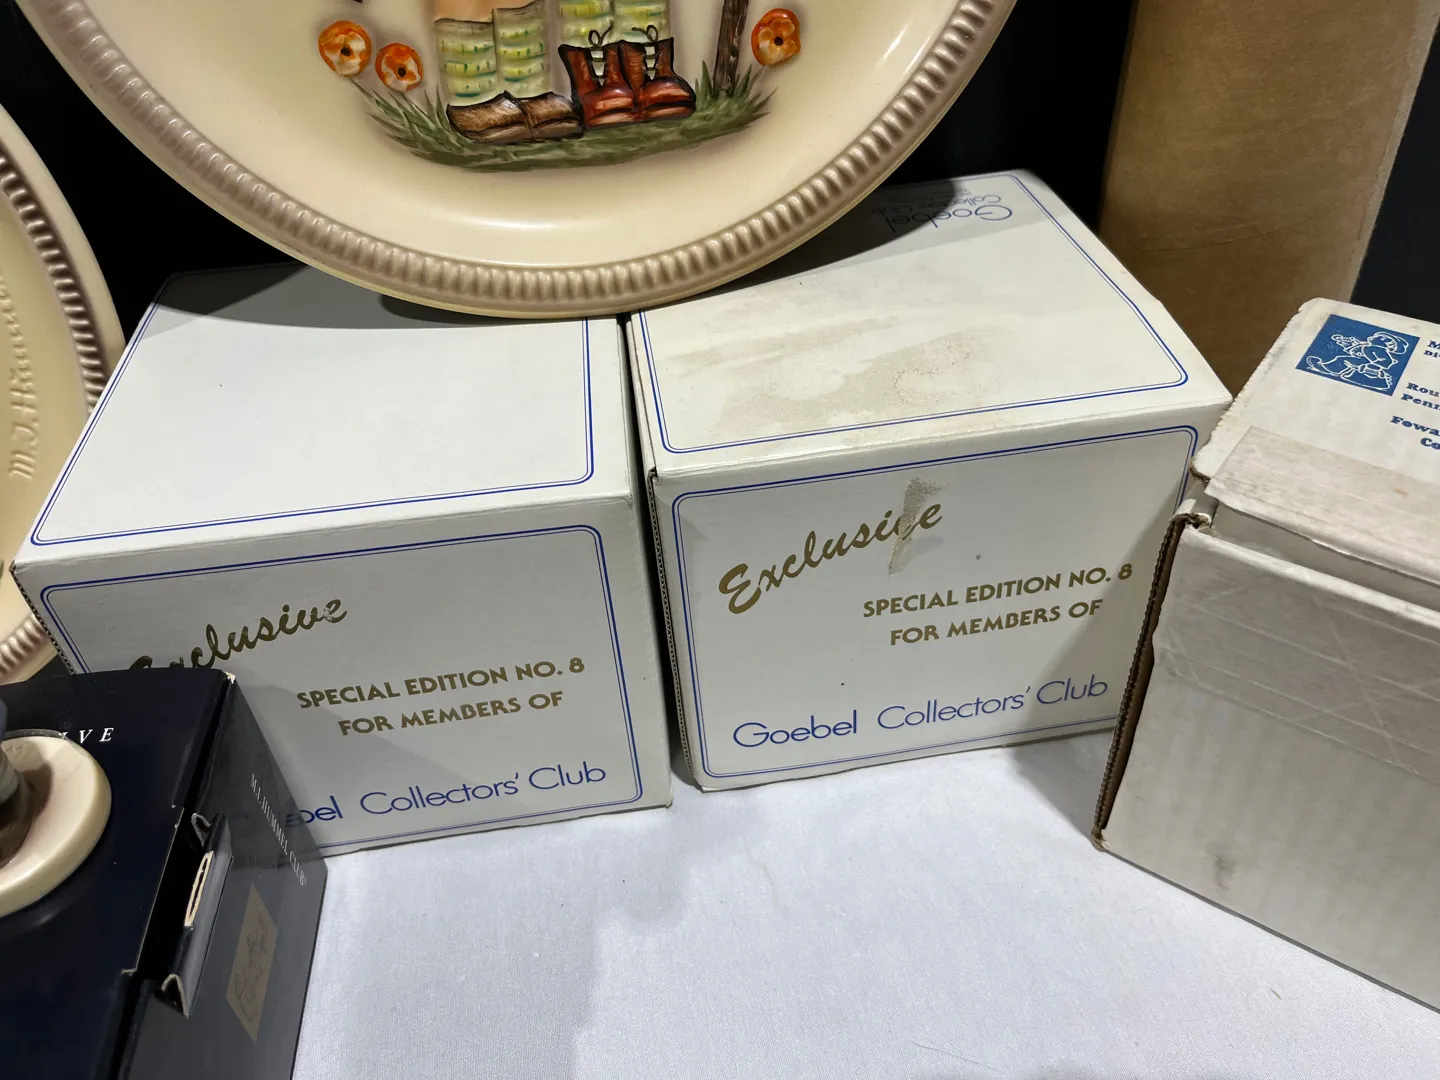 M.I. Hummel
Goebel
Collectors' Club
Exclusive
SPECIAL EDITION NO. 8
FOR MEMBERS OF
Collectors' Club
Exclusive
SPECIAL EDITION NO. 8
FOR MEMBERS OF
Goebel Collectors' Club
M.I. HUMMEL CLUB